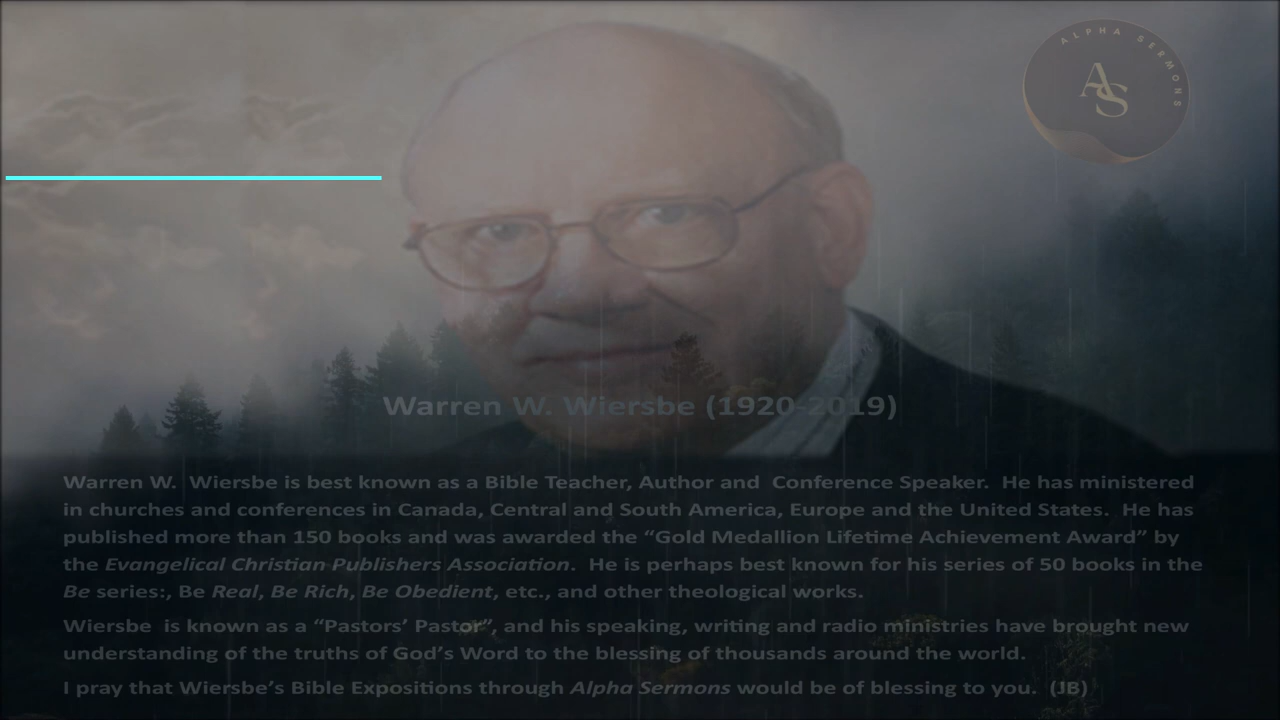 ALPHA SERMONS
AS
Warren W. Wiersbe (1920-2019)
Warren W.  Wiersbe is best known as a Bible Teacher, Author and  Conference Speaker.  He has ministered
in churches and conferences in Canada, Central and South America, Europe and the United States.  He has
published more than 150 books and was awarded the “Gold Medallion Lifetime Achievement Award” by
the Evangelical Christian Publishers Association.  He is perhaps best known for his series of 50 books in the
Be series:, Be Real, Be Rich, Be Obedient, etc., and other theological works.
Wiersbe  is known as a “Pastors’ Pastor”, and his speaking, writing and radio ministries have brought new
understanding of the truths of God’s Word to the blessing of thousands around the world.
I pray that Wiersbe’s Bible Expositions through Alpha Sermons would be of blessing to you.  (JB)